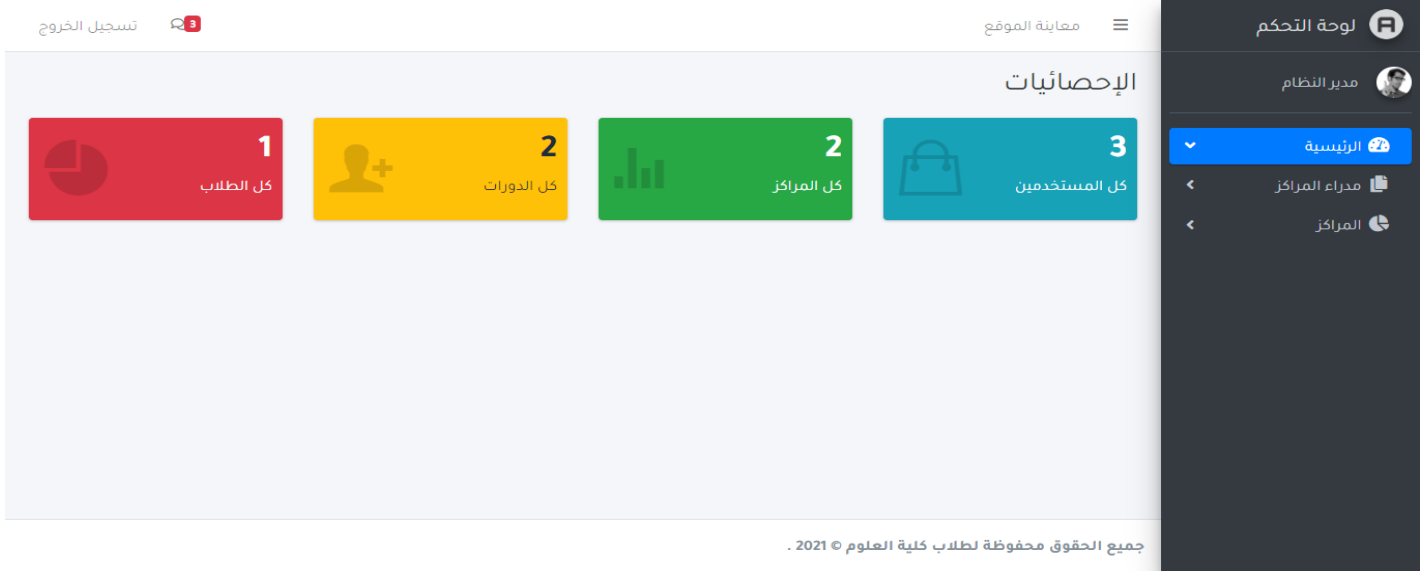 لوحة التحكم
مدير النظام
الرئيسية
مدراء المراكز
المراكز
معاينة الموقع
3
تسجيل الخروج
الإحصائيات
3
كل المستخدمين
2
كل المراكز
2
كل الدورات
1
كل الطلاب
جميع الحقوق محفوظة لطلاب كلية العلوم © 2021 .